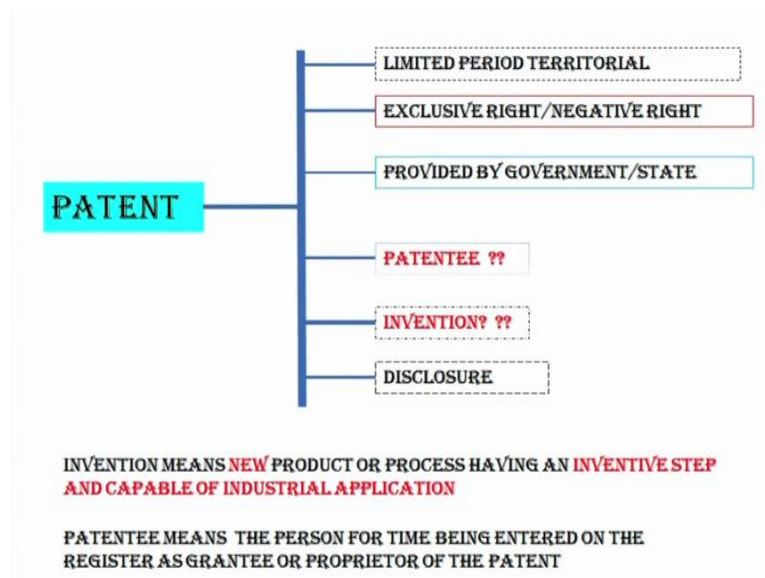 LIMITED PERIOD TERRITORIAL
EXCLUSIVE RIGHT/NEGATIVE RIGHT
PROVIDED BY GOVERNMENT/STATE
PATENT
PATENTEE ??
INVENTION? ??
DISCLOSURE
INVENTION MEANS NEW PRODUCT OR PROCESS HAVING AN INVENTIVE STEP
AND CAPABLE OF INDUSTRIAL APPLICATION
PATENTEE MEANS THE PERSON FOR TIME BEING ENTERED ON THE
REGISTER AS GRANTEE OR PROPRIETOR OF THE PATENT